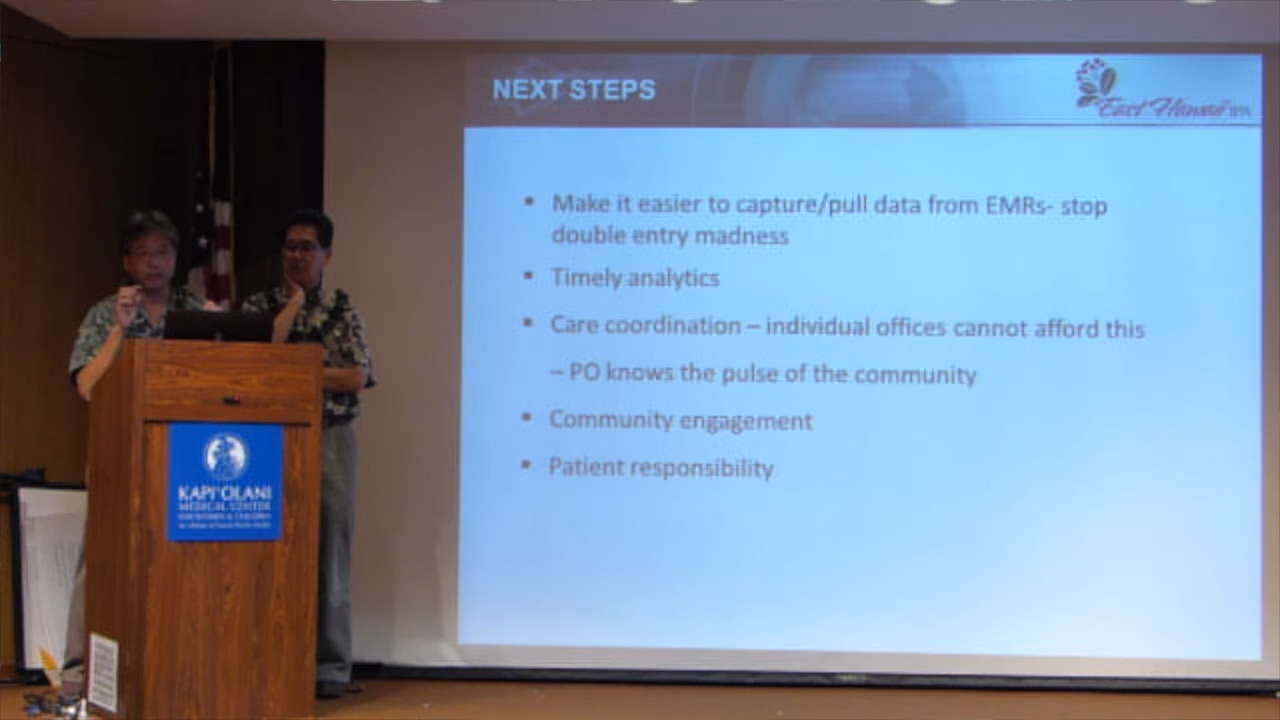 NEXT STEPS
East Hawaii IPA
▪ Make it easier to capture/pull data from EMRs- stop
double entry madness
▪ Timely analytics
▪ Care coordination – individual offices cannot afford this
– PO knows the pulse of the community
▪ Community engagement
▪ Patient responsibility
KAPI'OLANI
MEDICAL CENTER
FOR WOMEN & CHILDREN